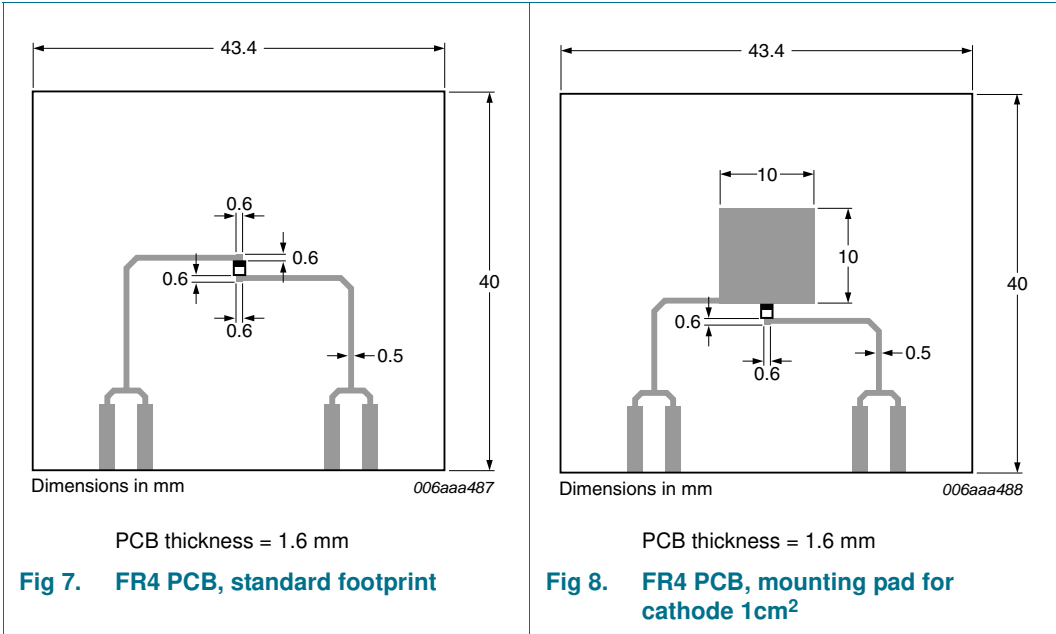 43.4
0.6
0.6
0.6
0.6
40
0.5
Dimensions in mm
006aaa487
PCB thickness = 1.6 mm
Fig 7. FR4 PCB, standard footprint
43.4
10
10
40
0.6
0.5
0.6
Dimensions in mm
006aaa488
PCB thickness = 1.6 mm
Fig 8. FR4 PCB, mounting pad for
cathode 1cm²